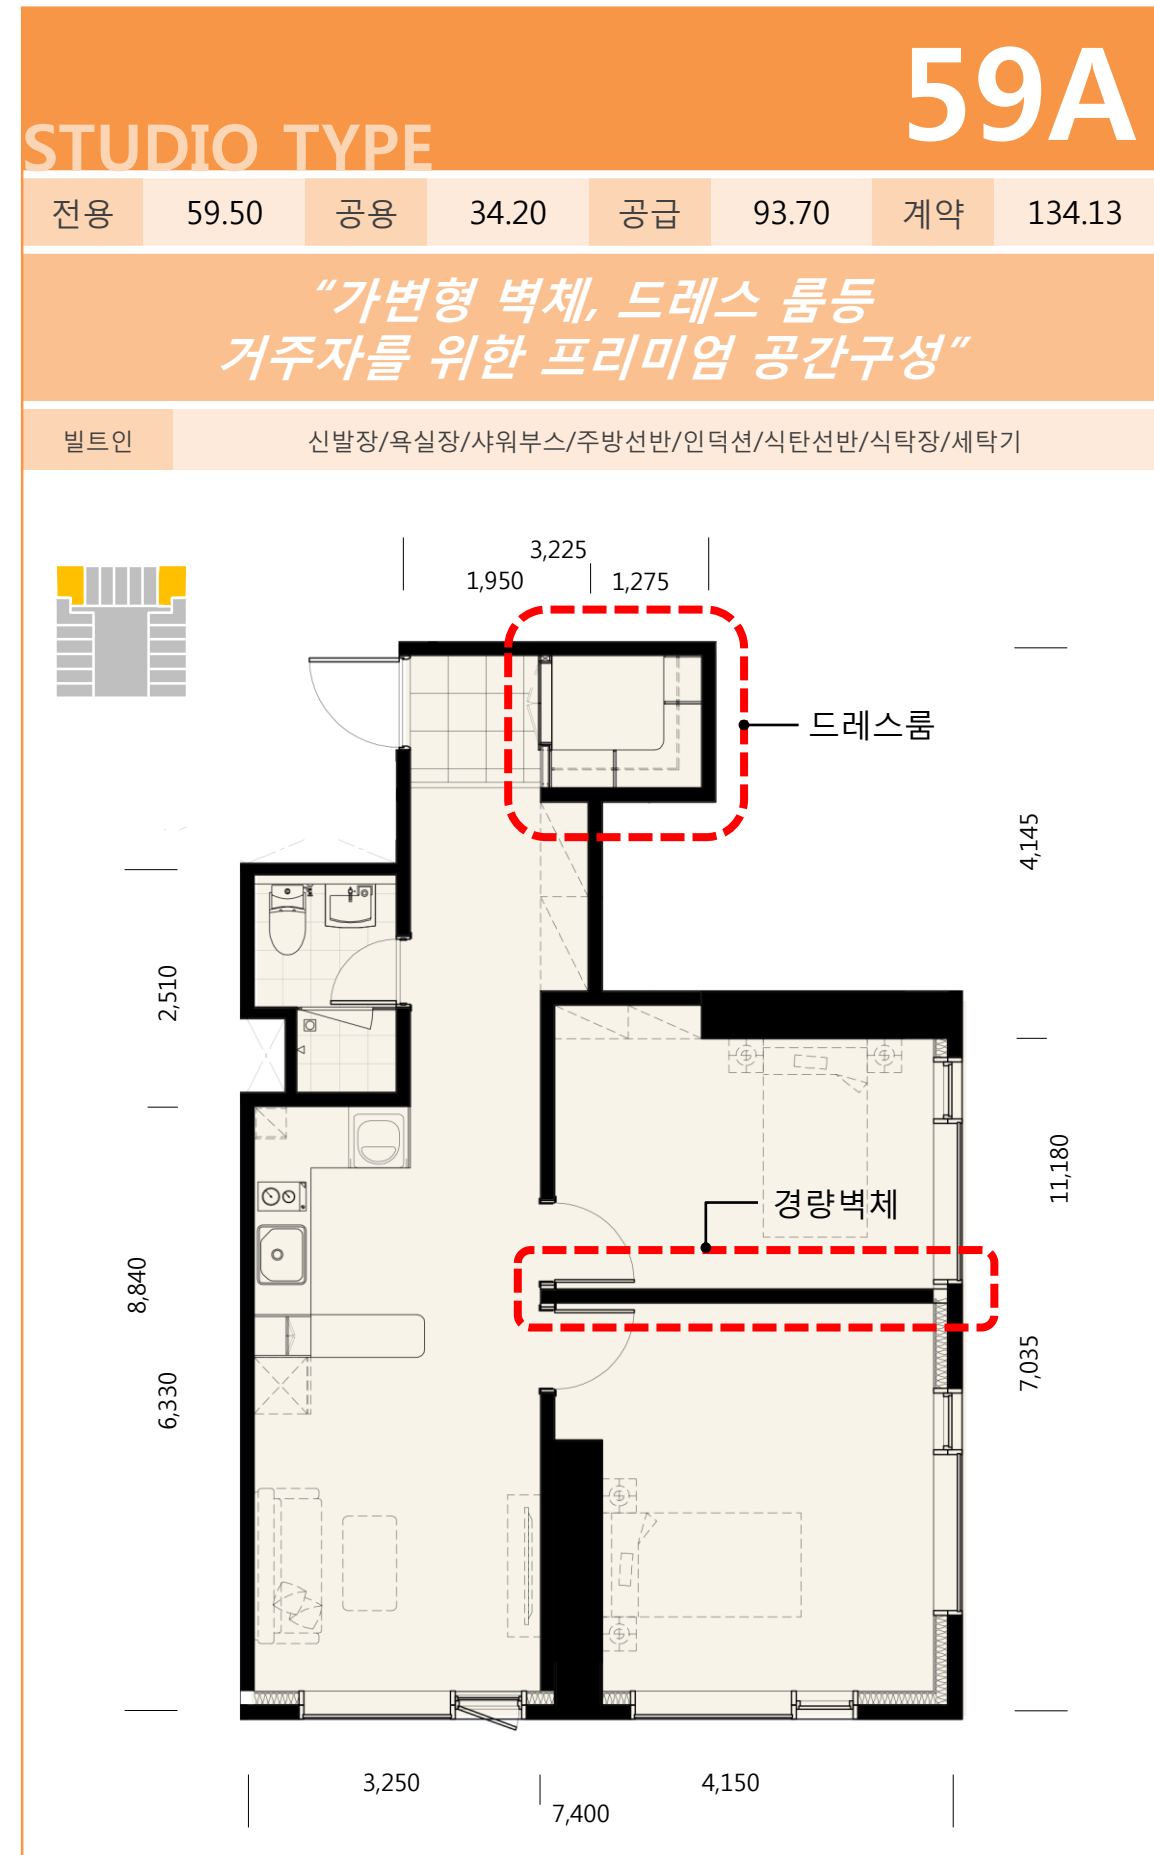 59A
STUDIO TYPE
전용 59.50 공용 34.20 공급 93.70 계약 134.13
“가변형 벽체, 드레스 룸등
거주자를 위한 프리미엄 공간구성”
빌트인 신발장/욕실장/샤워부스/주방선반/인덕션/식탄선반/식탁장/세탁기
3,225
1,950 1,275
드레스룸
4,145
2,510
11,180
경량벽체
8,840
7,035
6,330
3,250 4,150
7,400